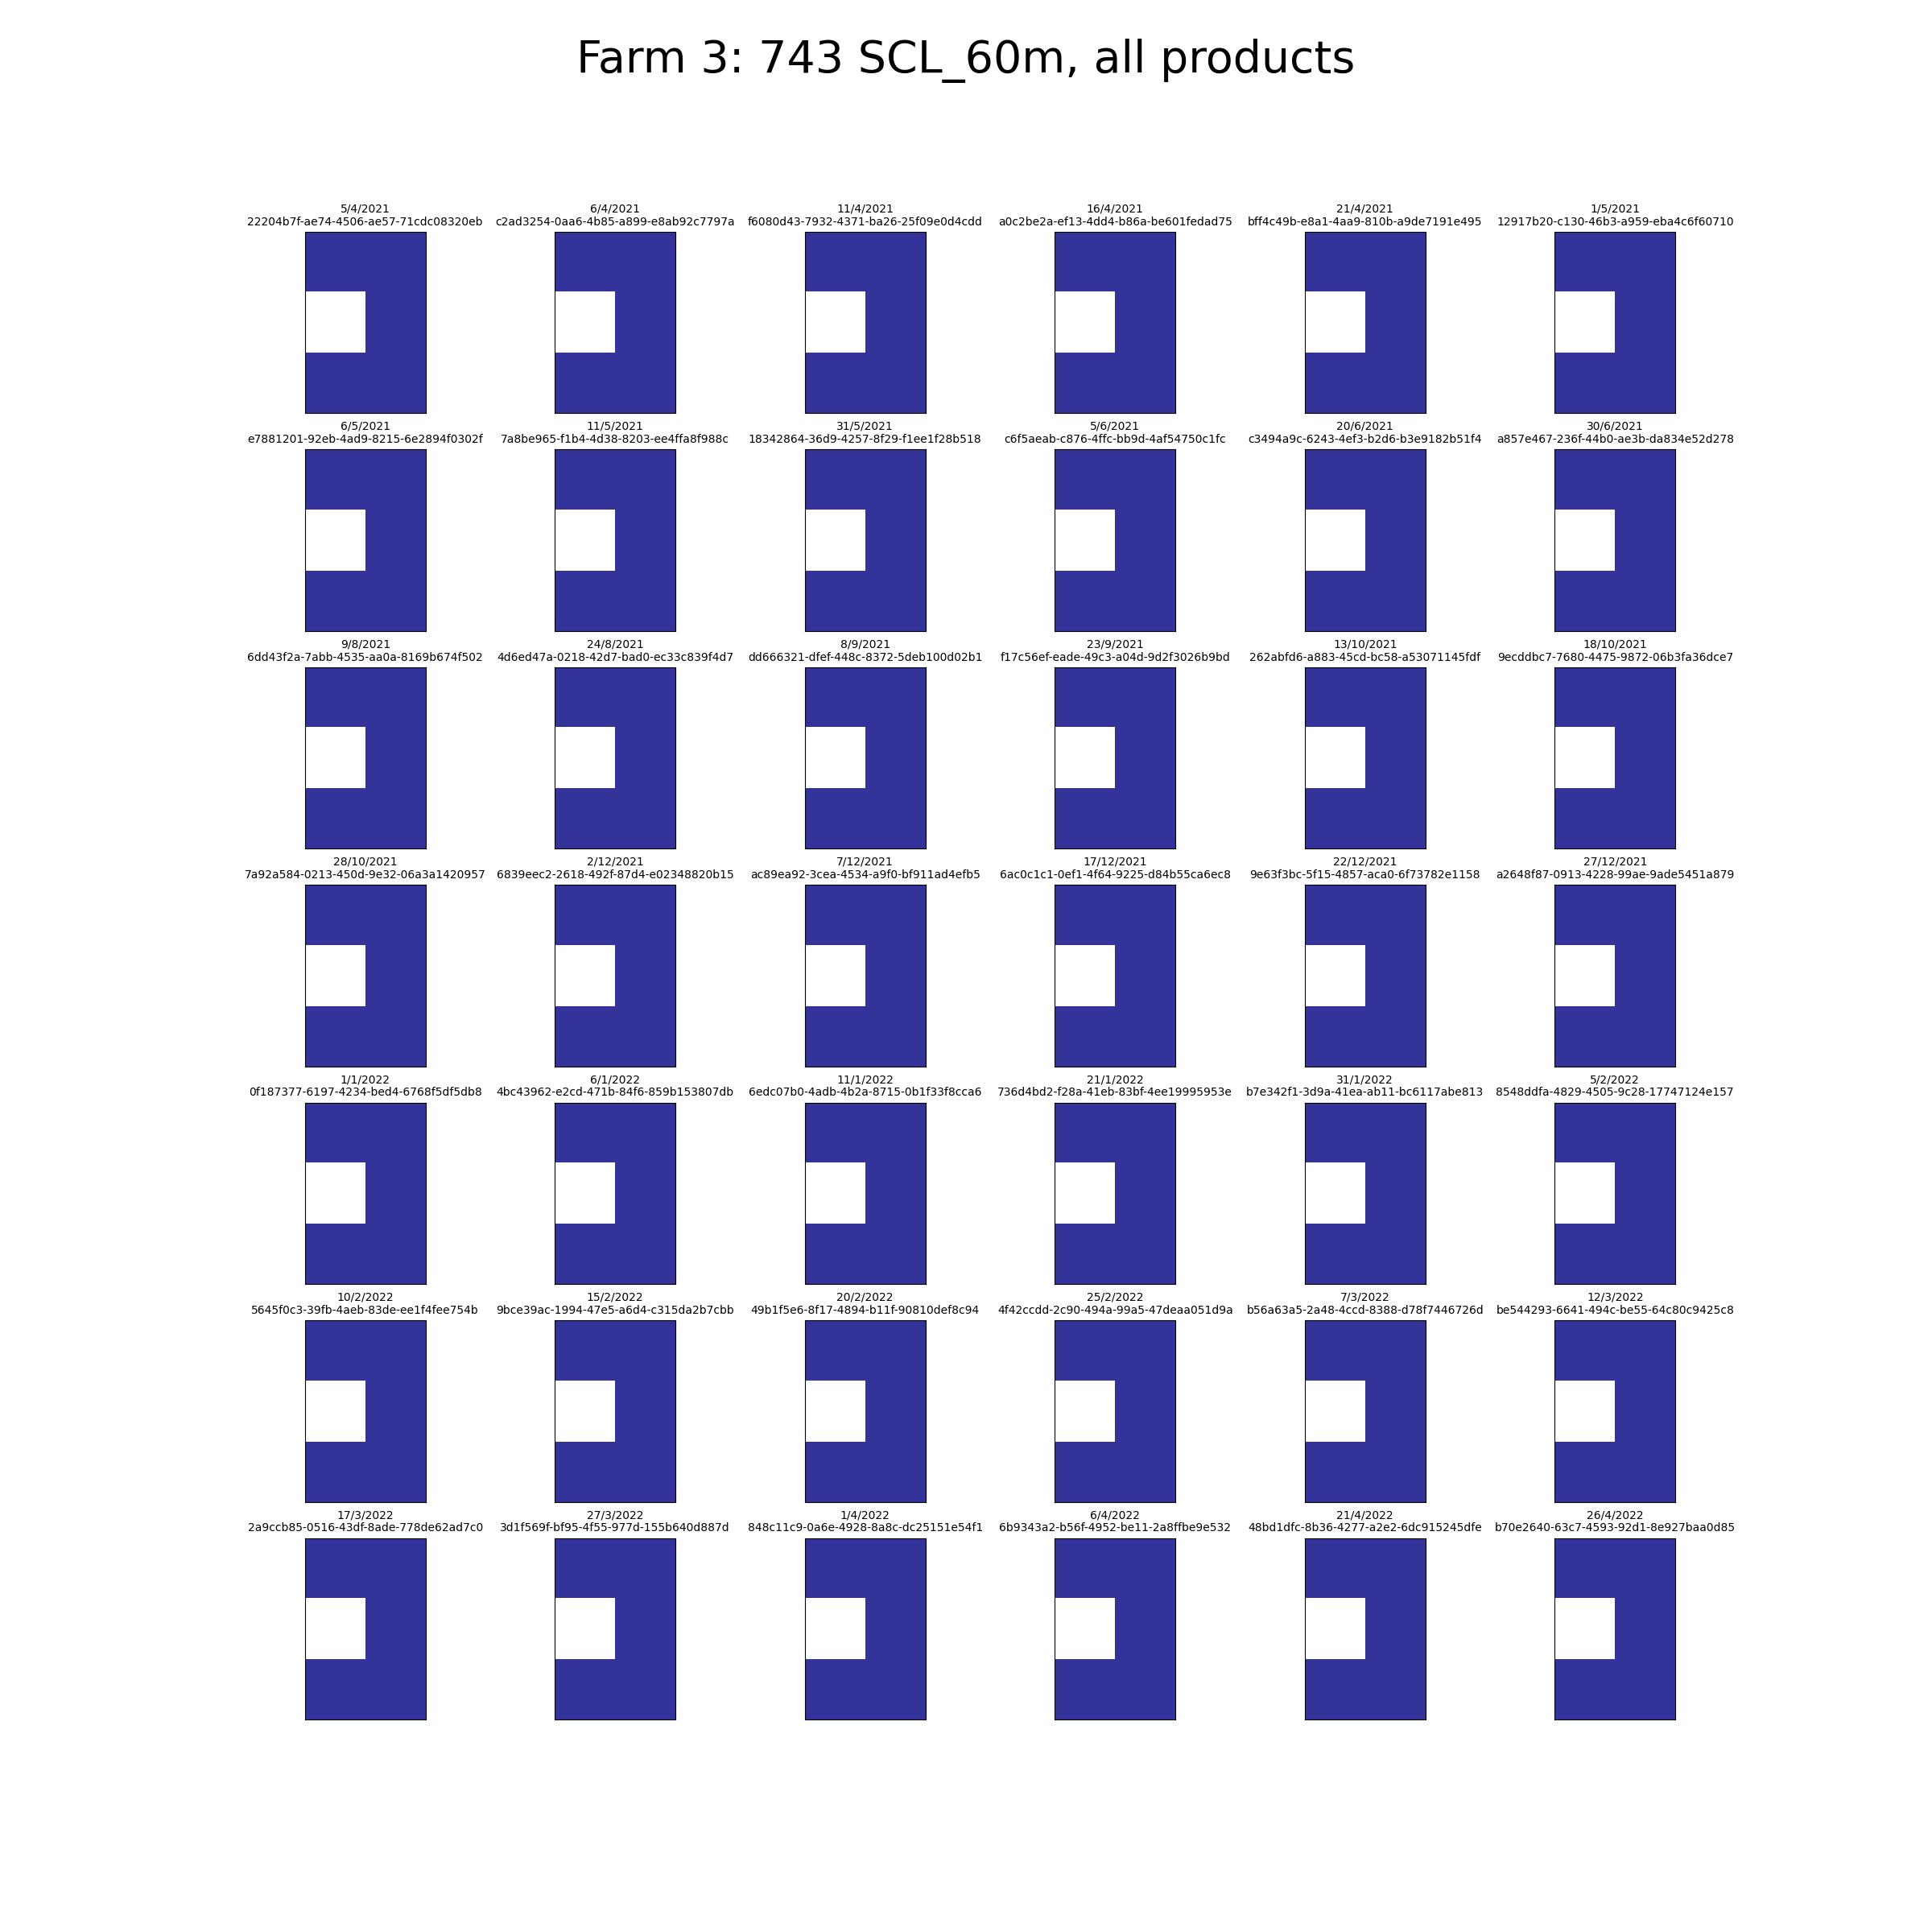 Farm 3: 743 SCL_60m, all products
5/4/2021
22204b7f-ae74-4506-ae57-71cdc08320eb
6/4/2021
c2ad3254-0aa6-4b85-a899-e8ab92c7797a
11/4/2021
f6080d43-7932-4371-ba26-25f09e0d4cdd
16/4/2021
a0c2be2a-ef13-4dd4-b86a-be601fedad75
21/4/2021
bff4c49b-e8a1-4aa9-810b-a9de7191e495
1/5/2021
12917b20-c130-46b3-a959-eba4c6f60710
6/5/2021
e7881201-92eb-4ad9-8215-6e2894f0302f
11/5/2021
7a8be965-f1b4-4d38-8203-ee4ffa8f988c
31/5/2021
18342864-36d9-4257-8f29-f1ee1f28b518
5/6/2021
c6f5aeab-c876-4ffc-bb9d-4af54750c1fc
20/6/2021
c3494a9c-6243-4ef3-b2d6-b3e9182b51f4
30/6/2021
a857e467-236f-44b0-ae3b-da834e52d278
9/8/2021
6dd43f2a-7abb-4535-aa0a-8169b674f502
24/8/2021
4d6ed47a-0218-42d7-bad0-ec33c839f4d7
8/9/2021
dd666321-dfef-448c-8372-5deb100d02b1
23/9/2021
f17c56ef-eade-49c3-a04d-9d2f3026b9bd
13/10/2021
262abfd6-a883-45cd-bc58-a53071145fdf
18/10/2021
9ecddbc7-7680-4475-9872-06b3fa36dce7
28/10/2021
7a92a584-0213-450d-9e32-06a3a1420957
2/12/2021
6839eec2-2618-492f-87d4-e02348820b15
7/12/2021
ac89ea92-3cea-4534-a9f0-bf911ad4efb5
17/12/2021
6ac0c1c1-0ef1-4f64-9225-d84b55ca6ec8
22/12/2021
9e63f3bc-5f15-4857-aca0-6f73782e1158
27/12/2021
a2648f87-0913-4228-99ae-9ade5451a879
1/1/2022
0f187377-6197-4234-bed4-6768f5df5db8
6/1/2022
4bc43962-e2cd-471b-84f6-859b153807db
11/1/2022
6edc07b0-4adb-4b2a-8715-0b1f33f8cca6
21/1/2022
736d4bd2-f28a-41eb-83bf-4ee19995953e
31/1/2022
b7e342f1-3d9a-41ea-ab11-bc6117abe813
5/2/2022
8548ddfa-4829-4505-9c28-17747124e157
10/2/2022
5645f0c3-39fb-4aeb-83de-ee1f4fee754b
15/2/2022
9bce39ac-1994-47e5-a6d4-c315da2b7cbb
20/2/2022
49b1f5e6-8f17-4894-b11f-90810def8c94
25/2/2022
4f42ccdd-2c90-494a-99a5-47deaa051d9a
7/3/2022
b56a63a5-2a48-4ccd-8388-d78f7446726d
12/3/2022
be544293-6641-494c-be55-64c80c9425c8
17/3/2022
2a9ccb85-0516-43df-8ade-778de62ad7c0
27/3/2022
3d1f569f-bf95-4f55-977d-155b640d887d
1/4/2022
848c11c9-0a6e-4928-8a8c-dc25151e54f1
6/4/2022
6b9343a2-b56f-4952-be11-2a8ffbe9e532
21/4/2022
48bd1dfc-8b36-4277-a2e2-6dc915245dfe
26/4/2022
b70e2640-63c7-4593-92d1-8e927baa0d85